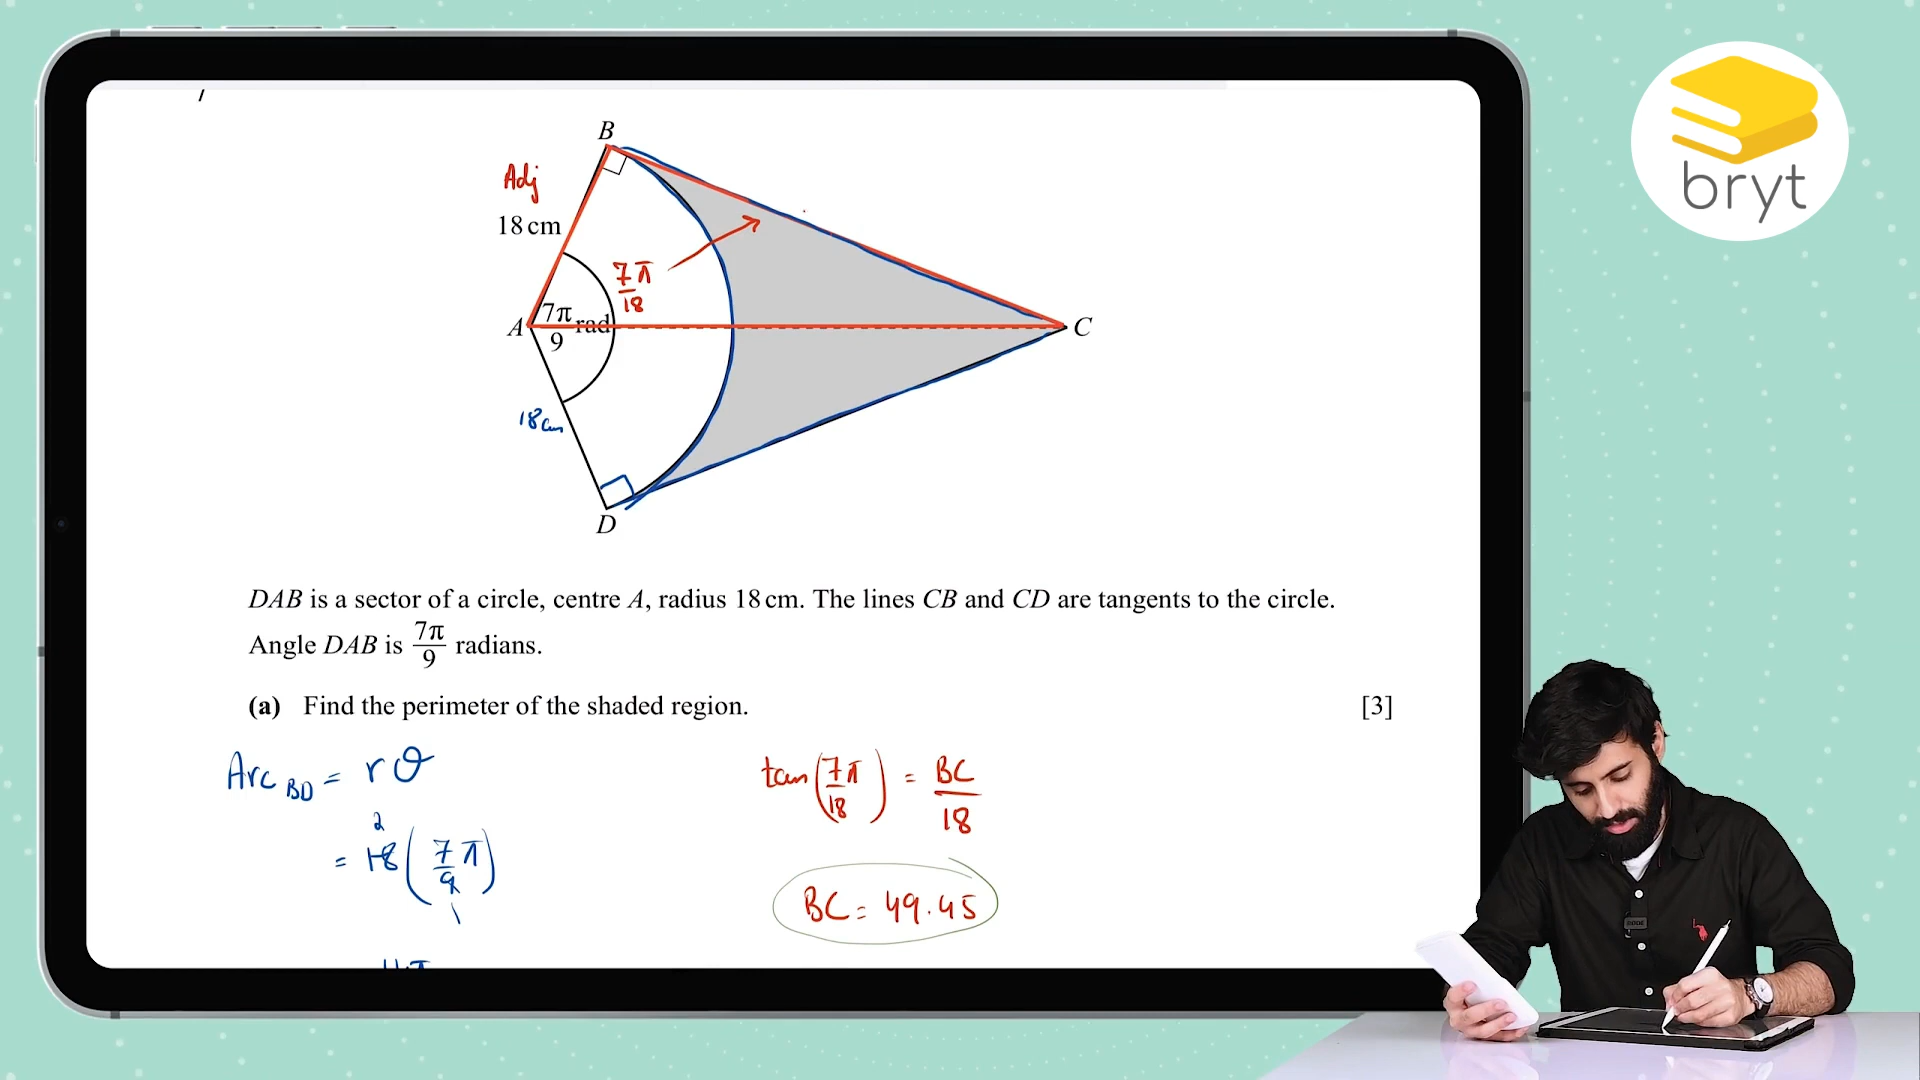 B
Adj
18 cm
7π/18
A
7π/9 rad
C
18cm
D
DAB is a sector of a circle, centre A, radius 18 cm. The lines CB and CD are tangents to the circle.
Angle DAB is 7π/9 radians.
(a) Find the perimeter of the shaded region. [3]
Arc BD = rθ
= 18 (7/9 π)
2
1
tan (7π/18) = BC/18
BC = 49.45
bryt
RODE